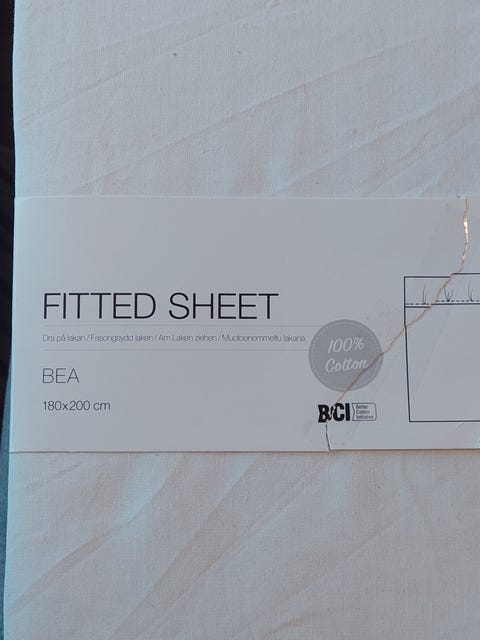 FITTED SHEET
Dra på lakan / Fasongsydd laken / Am Laken ziehen / Muotoonommeltu lakana
BEA
180x200 cm
100%
Cotton
BCI
Better
Cotton
Initiative